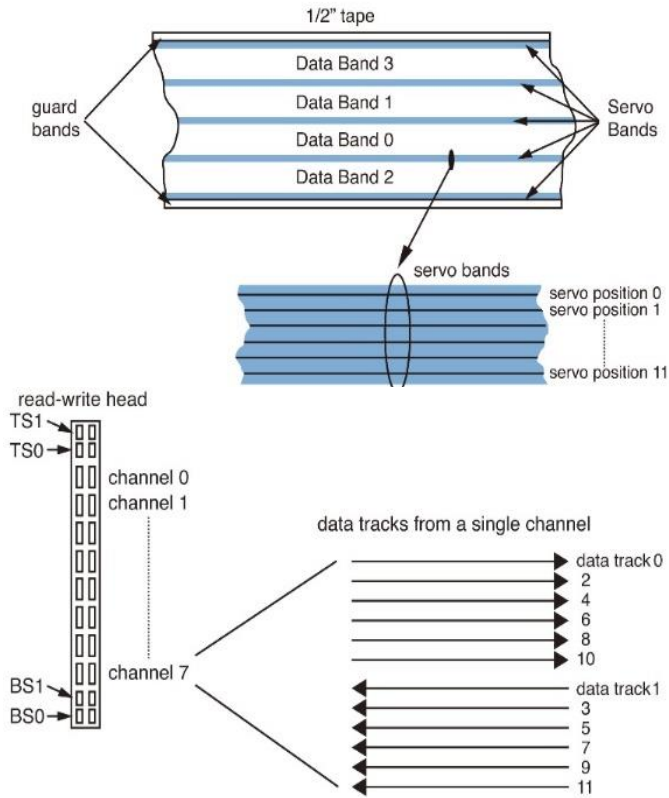 1/2" tape
Data Band 3
Data Band 1
Data Band 0
Data Band 2
guard
bands
Servo
Bands
servo bands
servo position 0
servo position 1
servo position 11
read-write head
TS1
TS0
channel 0
channel 1
channel 7
BS1
BS0
data tracks from a single channel
data track 0
2
4
6
8
10
data track 1
3
5
7
9
11